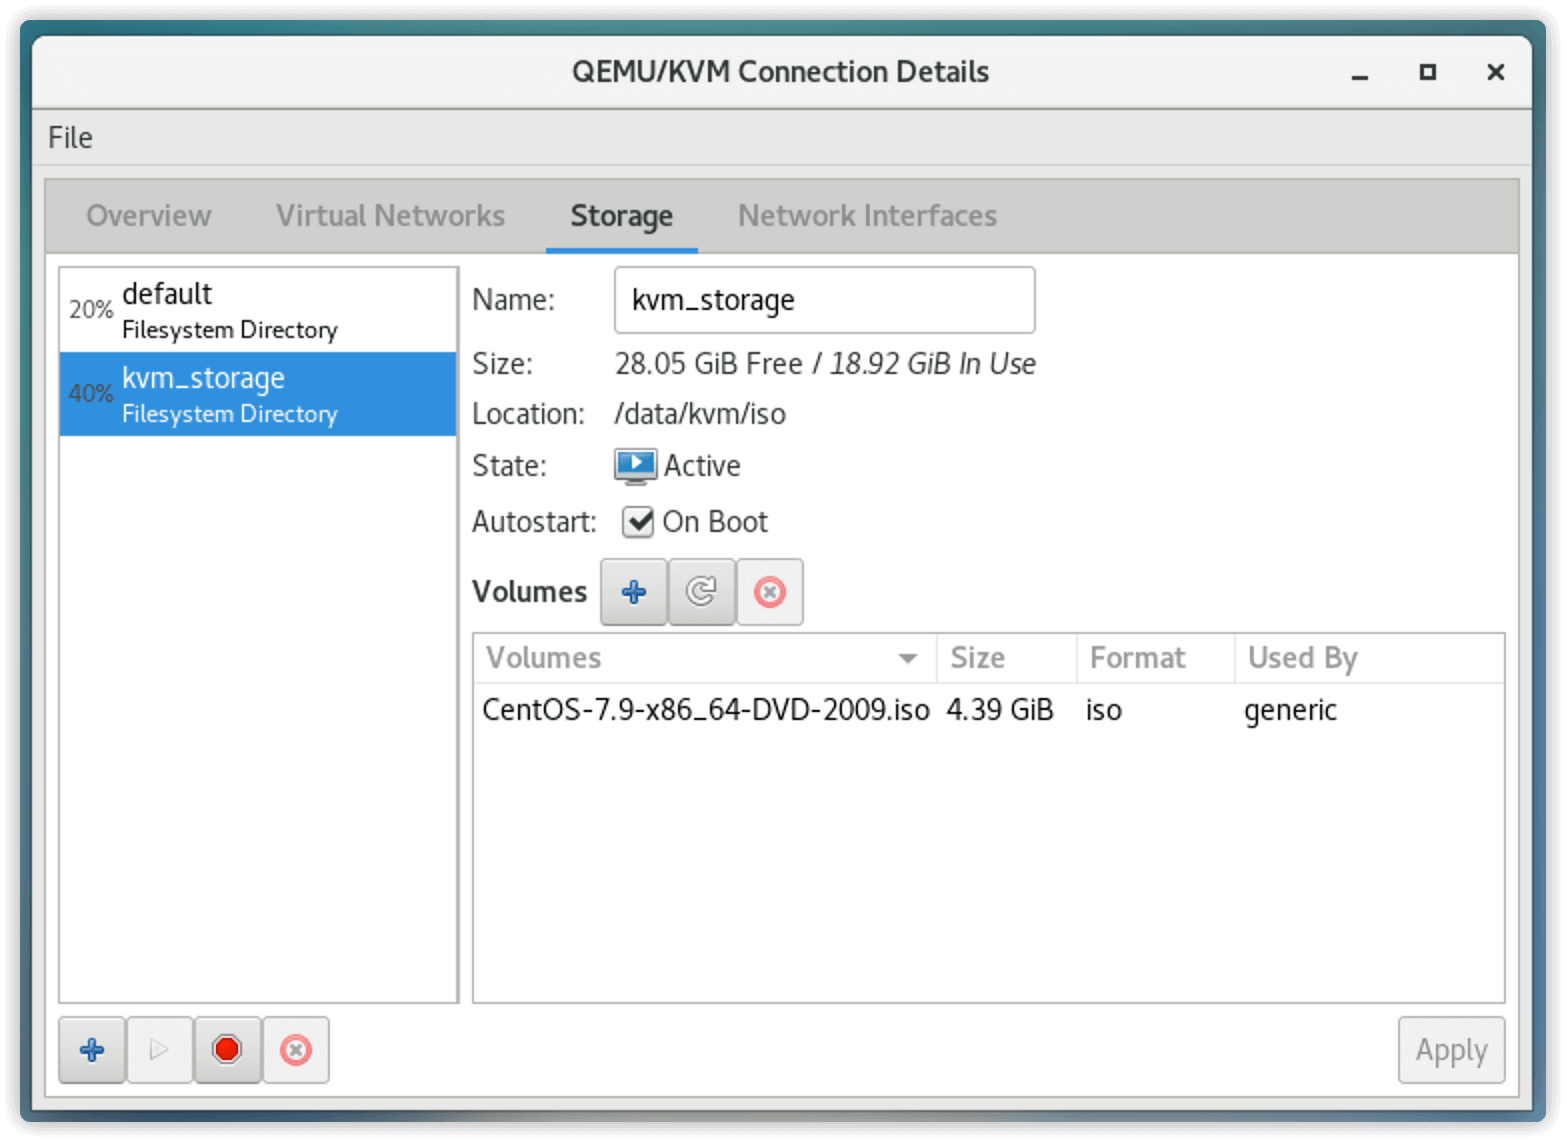 QEMU/KVM Connection Details
File
Overview Virtual Networks Storage Network Interfaces
20% default
Filesystem Directory
40% kvm_storage
Filesystem Directory
Name: kvm_storage
Size: 28.05 GiB Free / 18.92 GiB In Use
Location: /data/kvm/iso
State: Active
Autostart: On Boot
Volumes
Volumes Size Format Used By
CentOS-7.9-x86_64-DVD-2009.iso 4.39 GiB iso generic
Apply